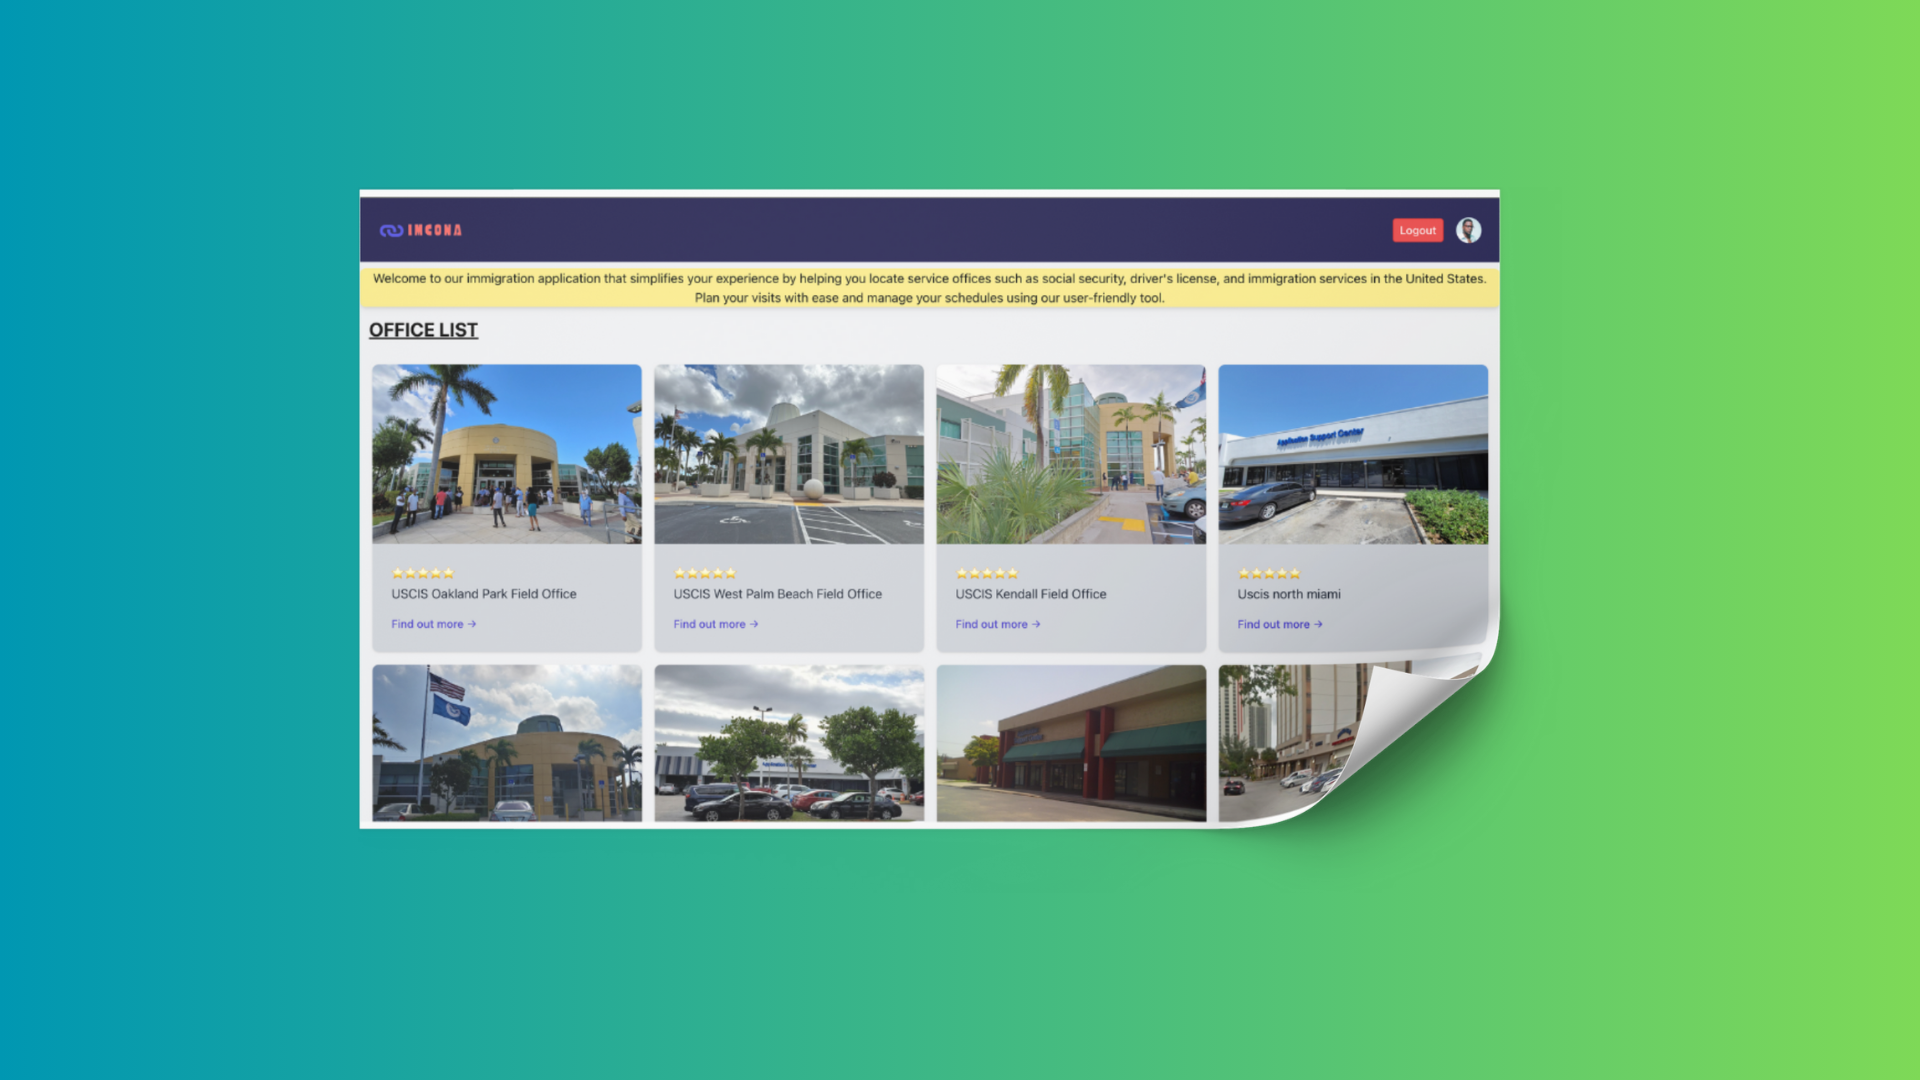 IMCONA
Logout
Welcome to our immigration application that simplifies your experience by helping you locate service offices such as social security, driver's license, and immigration services in the United States.
Plan your visits with ease and manage your schedules using our user-friendly tool.
OFFICE LIST
Application Support Center
USCIS Oakland Park Field Office
USCIS West Palm Beach Field Office
USCIS Kendall Field Office
Uscis north miami
Find out more →
Find out more →
Find out more →
Find out more →